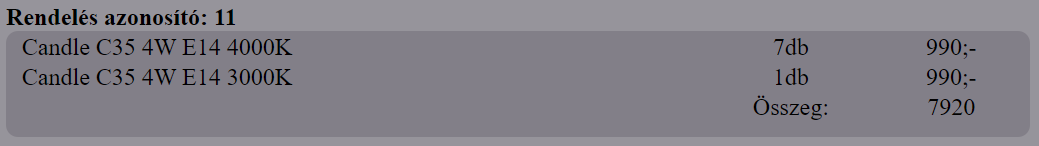 Rendelés azonosító: 11
Candle C35 4W E14 4000K 7db 990;-
Candle C35 4W E14 3000K 1db 990;-
Összeg: 7920